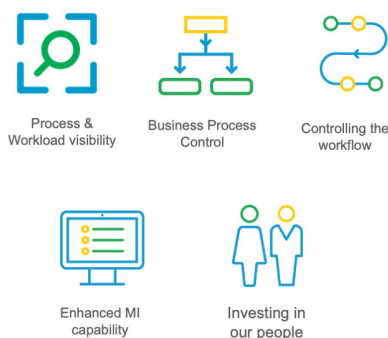 Process &
Workload visibility
Business Process
Control
Controlling the
workflow
Enhanced MI
capability
Investing in
our people